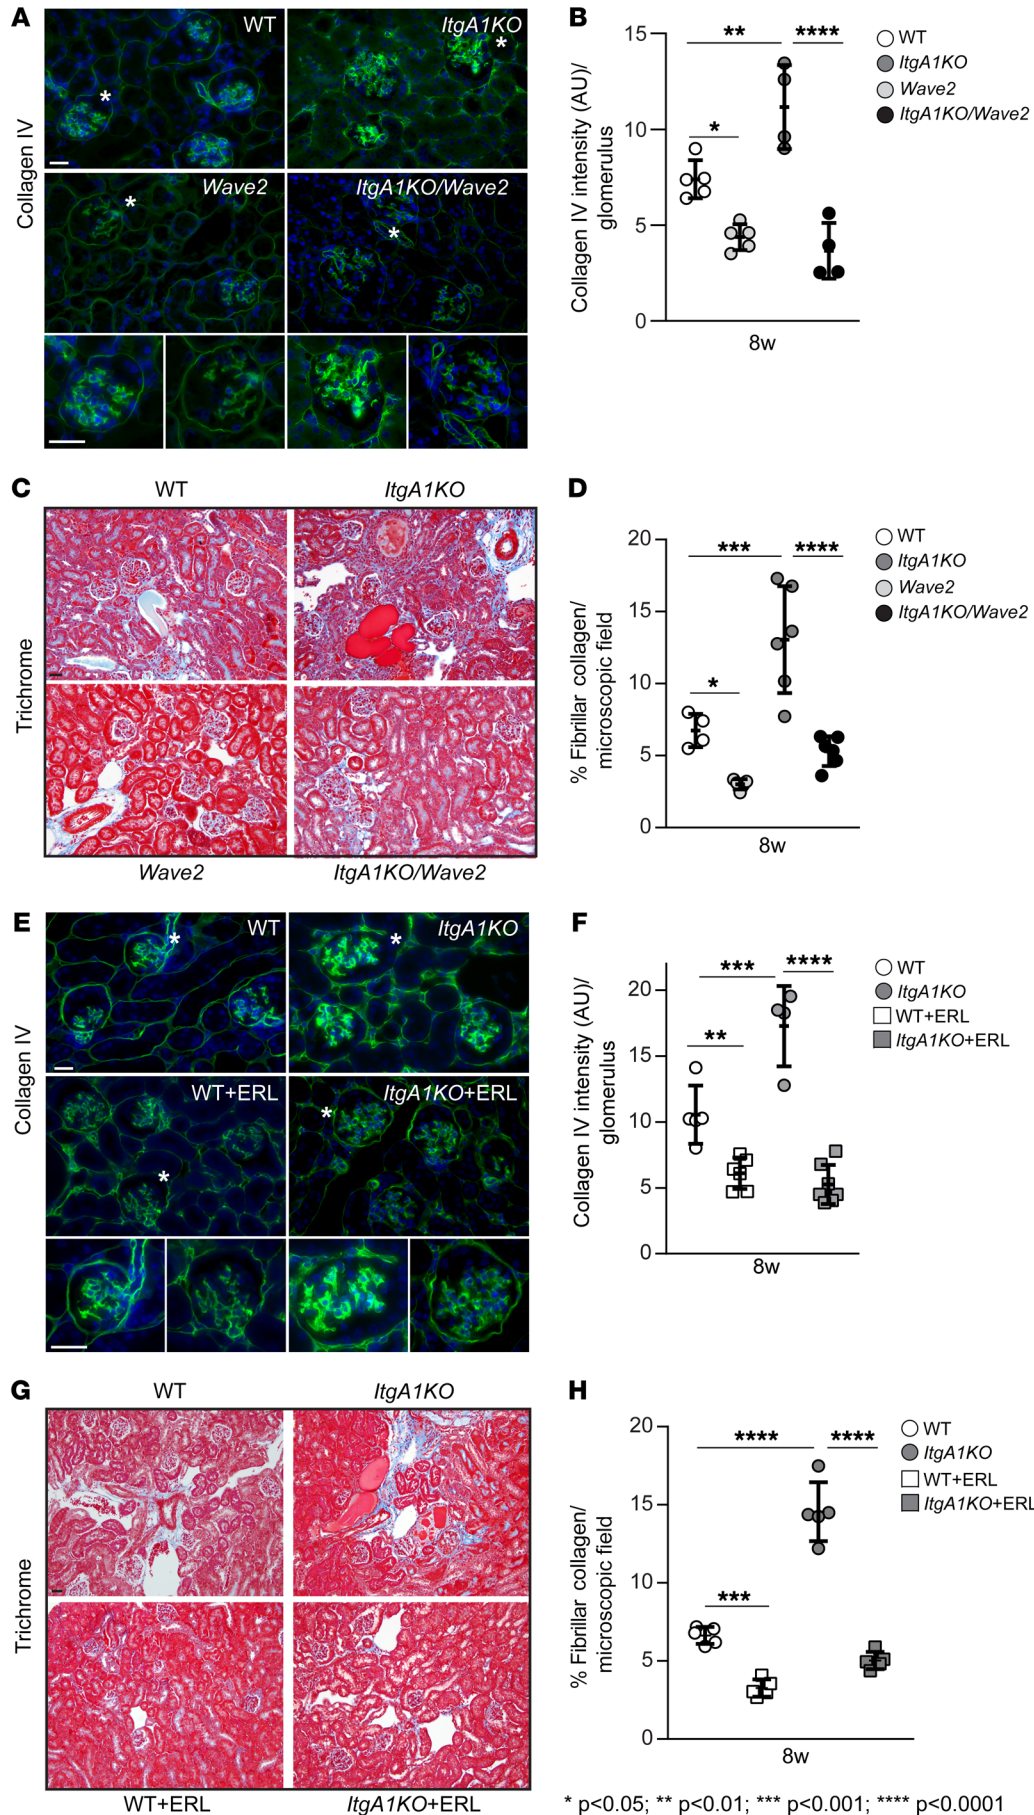 A
WT
ItgA1KO
*
*
Collagen IV
Wave2
ItgA1KO/Wave2
*
*
B
15
10
5
0
Collagen IV intensity (AU)/
glomerulus
**
****
*
8w
WT
ItgA1KO
Wave2
ItgA1KO/Wave2
C
WT
ItgA1KO
Trichrome
Wave2
ItgA1KO/Wave2
D
20
15
10
5
0
% Fibrillar collagen/
microscopic field
***
****
*
8w
WT
ItgA1KO
Wave2
ItgA1KO/Wave2
E
WT
ItgA1KO
*
*
Collagen IV
WT+ERL
ItgA1KO+ERL
*
*
F
20
15
10
5
0
Collagen IV intensity (AU)/
glomerulus
***
****
**
8w
WT
ItgA1KO
WT+ERL
ItgA1KO+ERL
G
WT
ItgA1KO
Trichrome
WT+ERL
ItgA1KO+ERL
H
20
15
10
5
0
% Fibrillar collagen/
microscopic field
****
****
***
8w
WT
ItgA1KO
WT+ERL
ItgA1KO+ERL
* p<0.05; ** p<0.01; *** p<0.001; **** p<0.0001